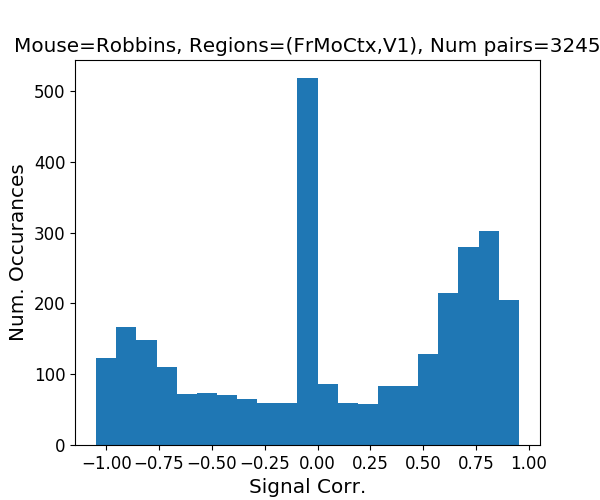 Mouse=Robbins, Regions=(FrMoCtx,V1), Num pairs=3245
Num. Occurances
500
400
300
200
100
0
−1.00 −0.75 −0.50 −0.25 0.00 0.25 0.50 0.75 1.00
Signal Corr.